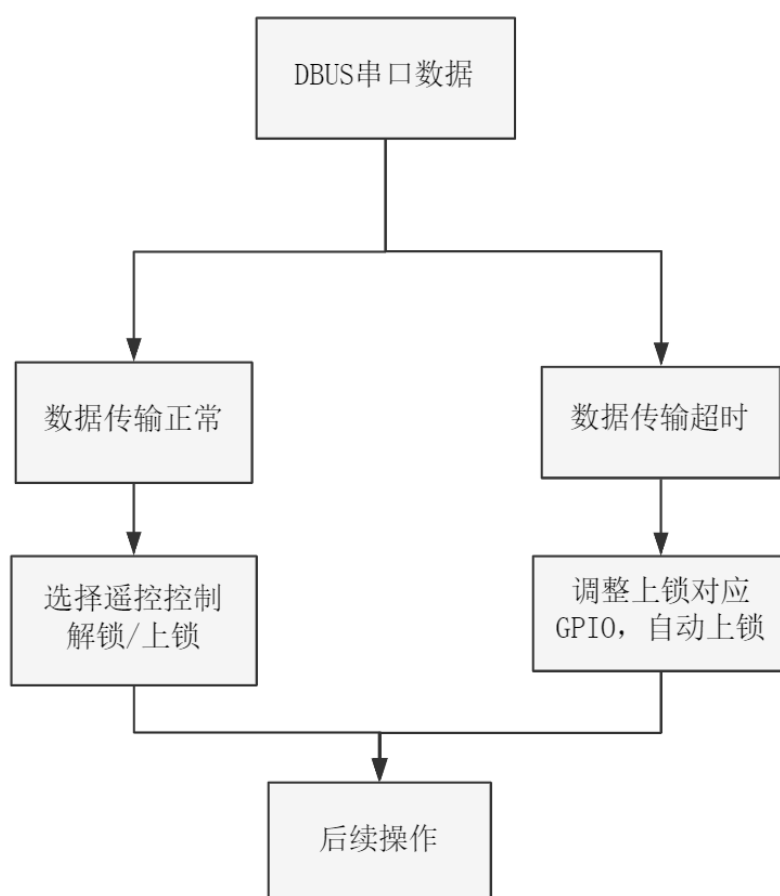 DBUS串口数据
数据传输正常
数据传输超时
选择遥控控制
解锁/上锁
调整上锁对应
GPIO，自动上锁
后续操作